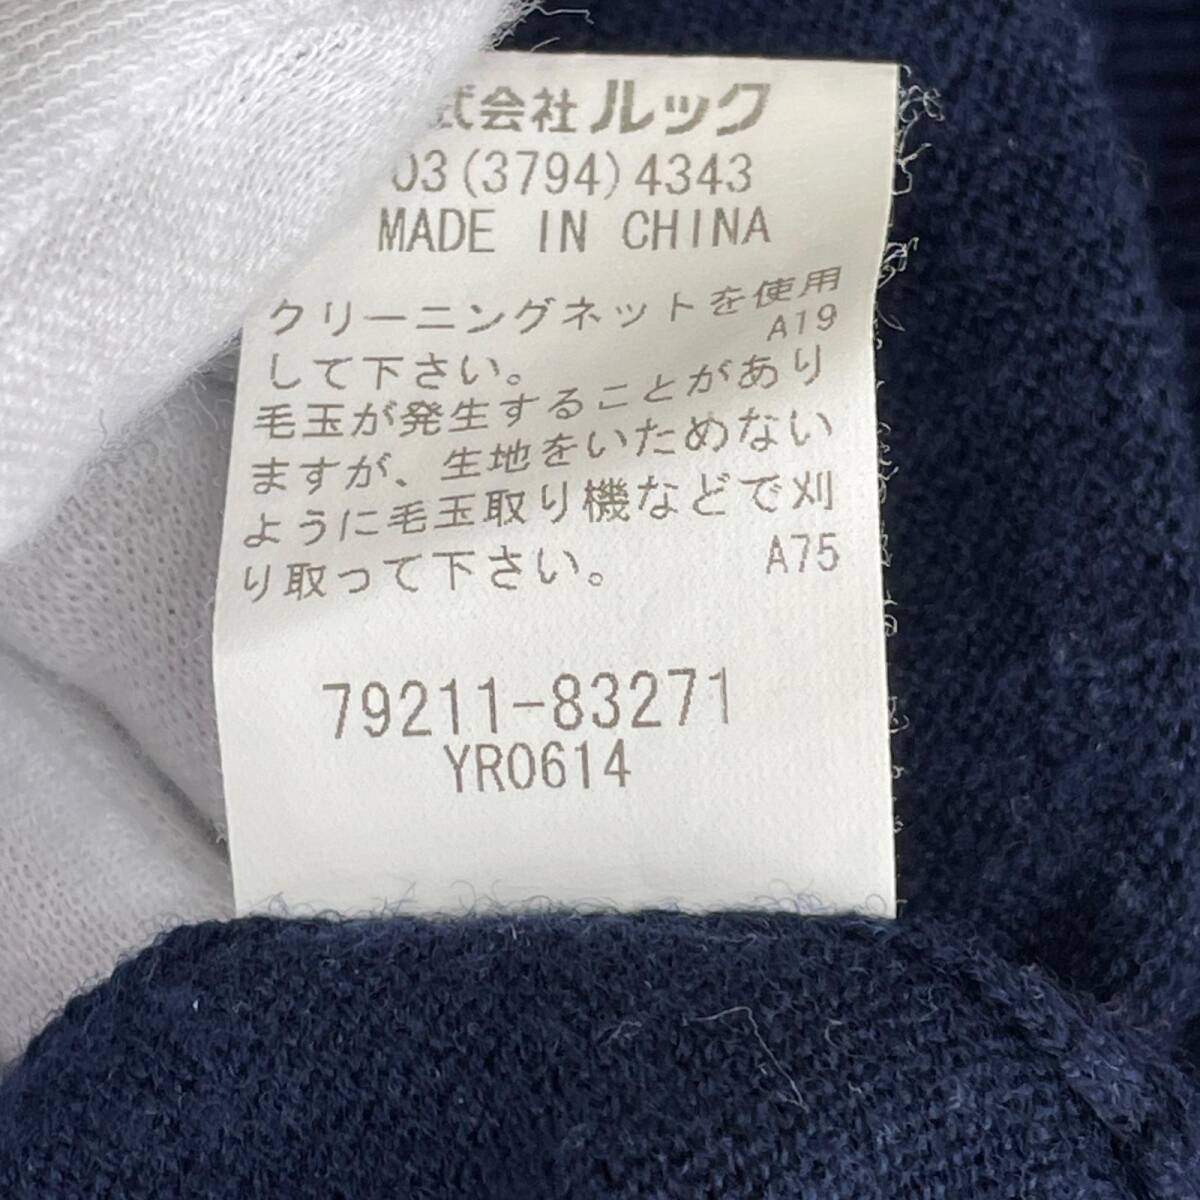 式会社 ルック
03(3794)4343
MADE IN CHINA
クリーニングネットを使用
して下さい。 A19
毛玉が発生することがあり
ますが、生地をいためない
ように毛玉取り機などで刈
り取って下さい。 A75
79211-83271
YR0614